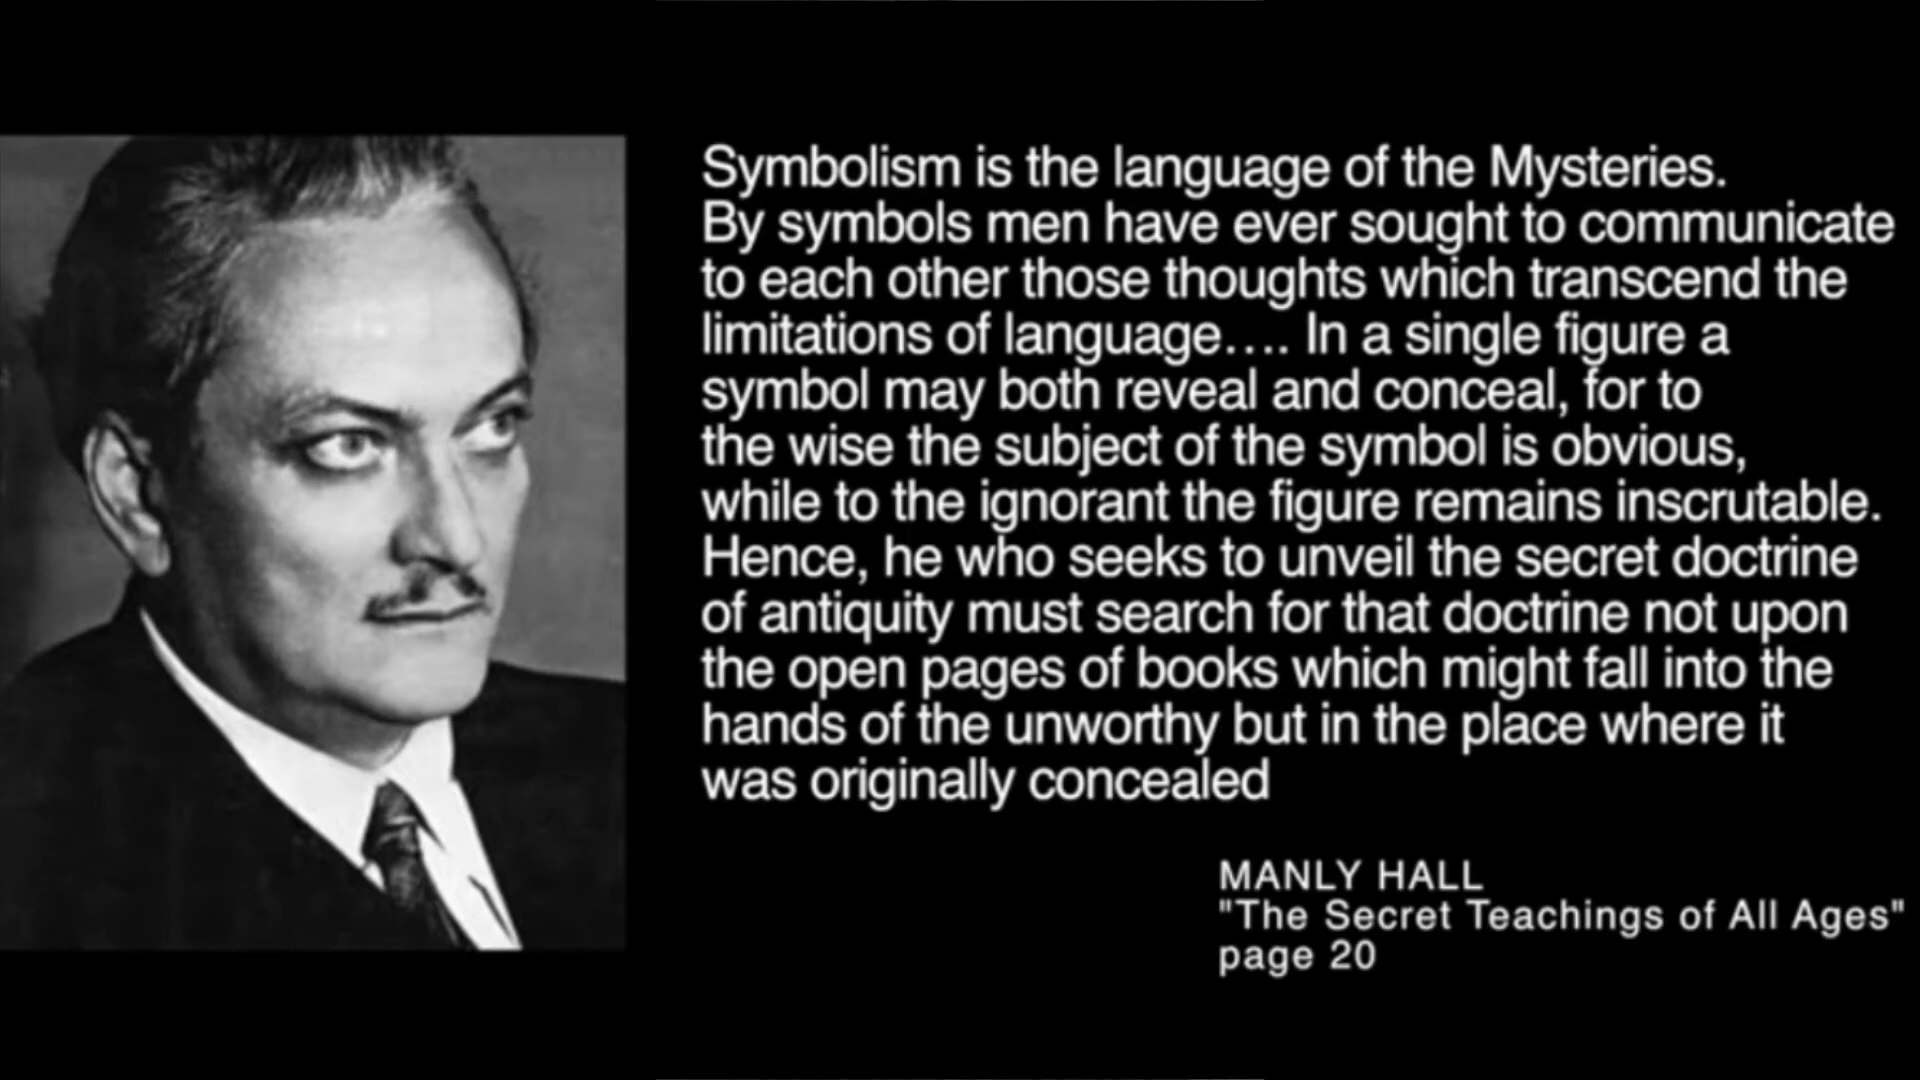 Symbolism is the language of the Mysteries.
By symbols men have ever sought to communicate
to each other those thoughts which transcend the
limitations of language.... In a single figure a
symbol may both reveal and conceal, for to
the wise the subject of the symbol is obvious,
while to the ignorant the figure remains inscrutable.
Hence, he who seeks to unveil the secret doctrine
of antiquity must search for that doctrine not upon
the open pages of books which might fall into the
hands of the unworthy but in the place where it
was originally concealed
MANLY HALL
"The Secret Teachings of All Ages"
page 20